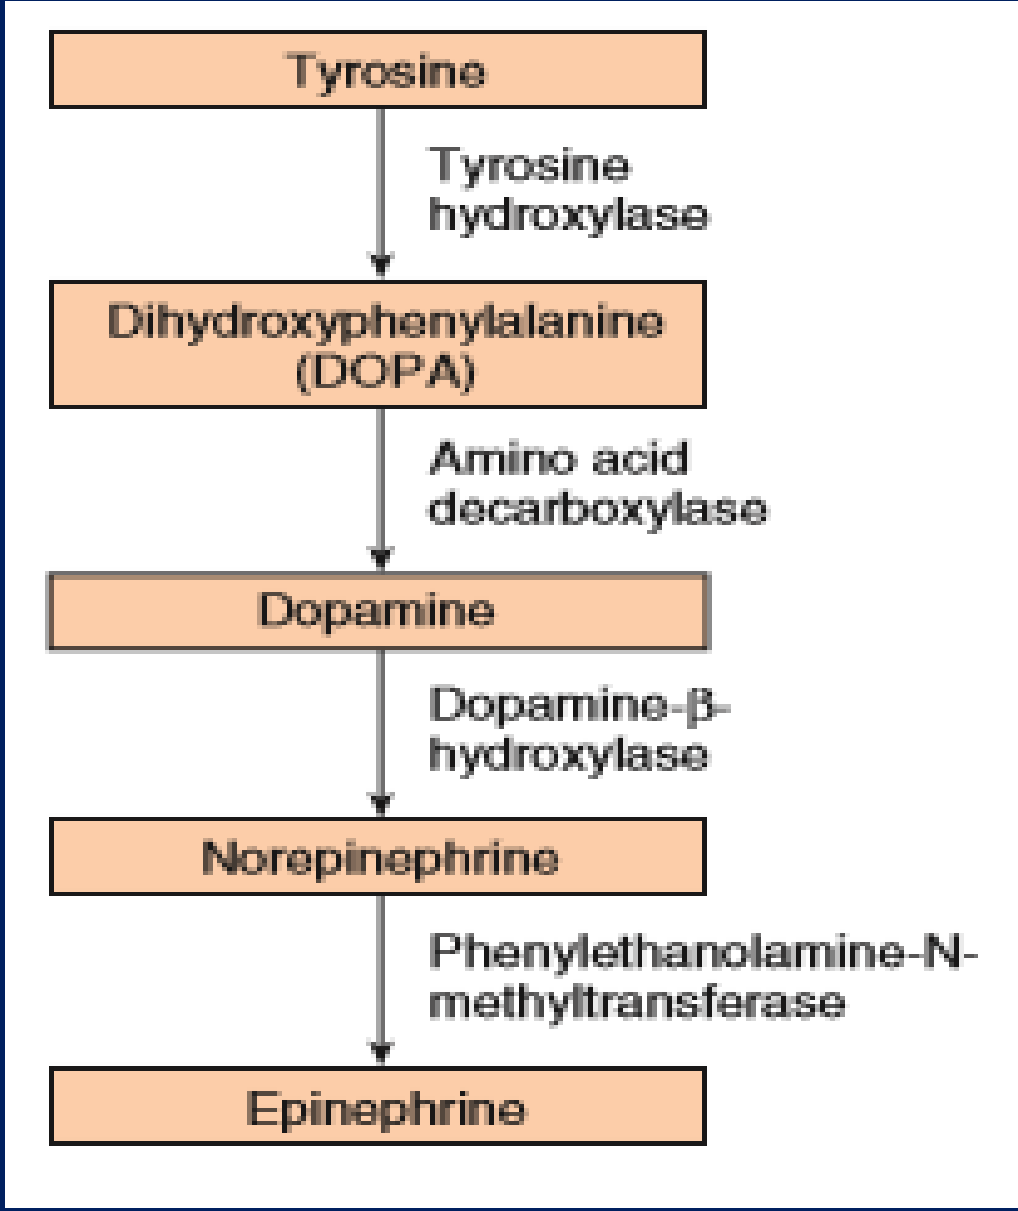 Tyrosine
Tyrosine
hydroxylase
Dihydroxyphenylalanine
(DOPA)
Amino acid
decarboxylase
Dopamine
Dopamine-β-
hydroxylase
Norepinephrine
Phenylethanolamine-N-
methyltransferase
Epinephrine